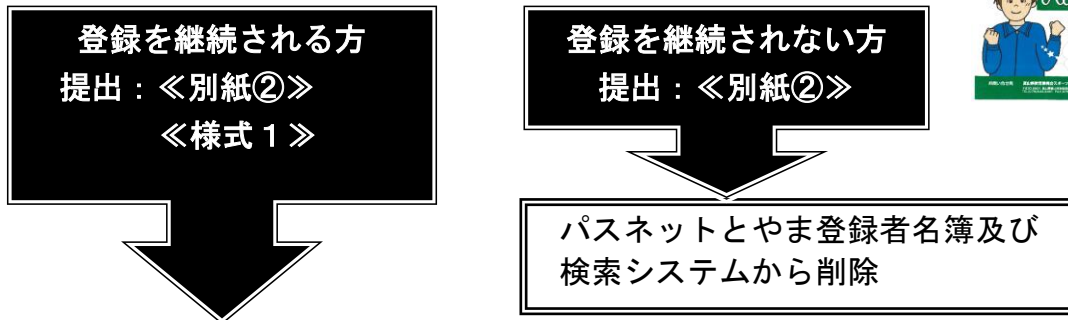 登録を継続される方
提出：≪別紙②≫
≪様式１≫
登録を継続されない方
提出：≪別紙②≫
パスネットとやま登録者名簿及び
検索システムから削除